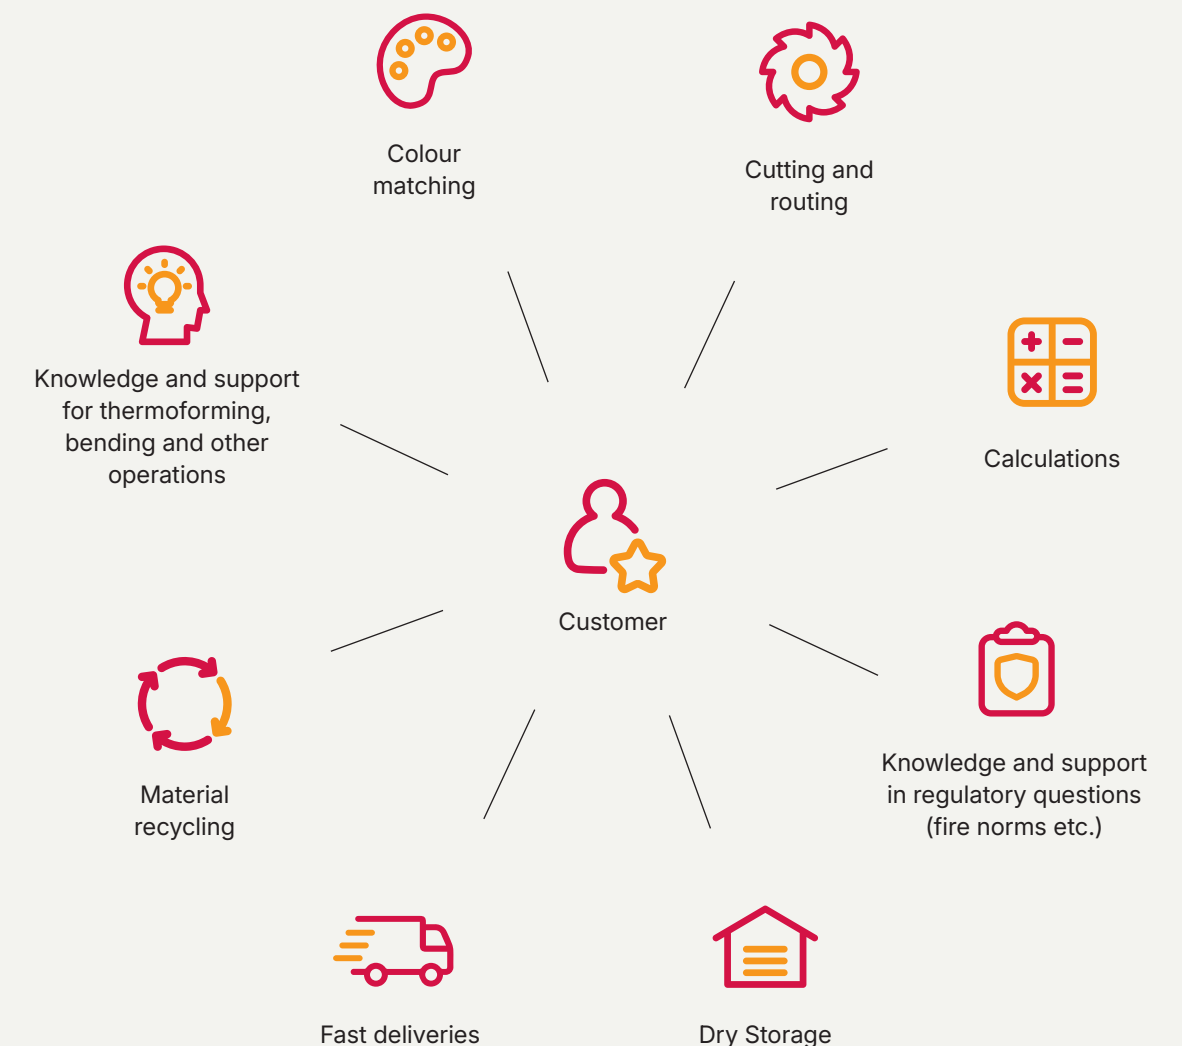 Colour
matching
Cutting and
routing
Knowledge and support
for thermoforming,
bending and other
operations
Calculations
Customer
Knowledge and support
in regulatory questions
(fire norms etc.)
Material
recycling
Fast deliveries
Dry Storage